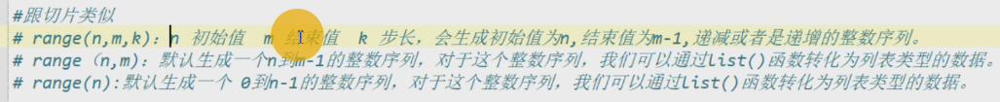 #跟切片类似
# range(n,m,k)：n 初始值  m 结束值  k 步长，会生成初始值为n,结束值为m-1,递减或者是递增的整数序列。
# range（n,m）：默认生成一个n到m-1的整数序列，对于这个整数序列，我们可以通过list()函数转化为列表类型的数据。
# range(n):默认生成一个 0到n-1的整数序列，对于这个整数序列，我们可以通过list()函数转化为列表类型的数据。